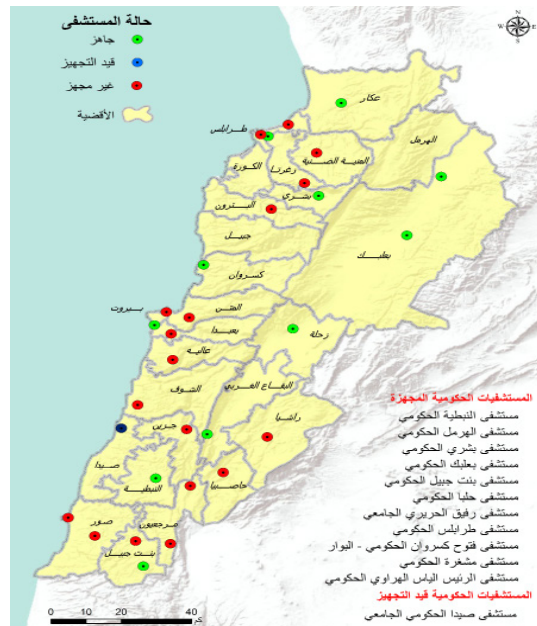 حالة المستشفى
جاهز
قيد التجهيز
غير مجهز
الأقضية
N
W E
S
عكار
طرابلس
الهرمل
المنية الضنية
زغرتا
الكورة
بشري
البترون
جبيل
بعلبك
كسروان
المتن
بيروت
بعبدا
زحلة
عالية
الشوف
البقاع الغربي
راشيا
جزين
صيدا
حاصبيا
النبطية
مرجعيون
صور
بنت جبيل
المستشفيات الحكومية المجهزة
مستشفى النبطية الحكومي
مستشفى الهرمل الحكومي
مستشفى بشري الحكومي
مستشفى بعلبك الحكومي
مستشفى بنت جبيل الحكومي
مستشفى حلبا الحكومي
مستشفى رفيق الحريري الجامعي
مستشفى طرابلس الحكومي
مستشفى فتوح كسروان الحكومي - البوار
مستشفى مشغرة الحكومي
مستشفى الرئيس الياس الهراوي الحكومي
المستشفيات الحكومية قيد التجهيز
مستشفى صيدا الحكومي الجامعي
0 10 20 40
كم